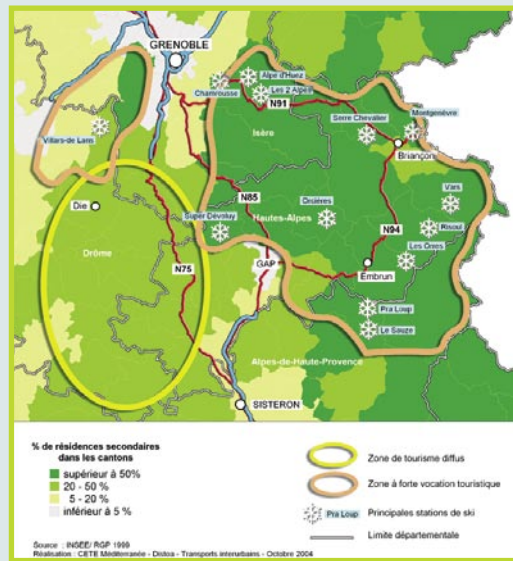 GRENOBLE
Chamrousse
Alpe d'Huez
Les 2 Alpes
N91
Villars-de Lans
Isère
Serre Chevalier
Montgenèvre
Briançon
Die
N85
Orcières
Vars
Super Dévoluy
Hautes-Alpes
Risoul
Drôme
N94
Les Orres
N75
GAP
Embrun
Pra Loup
Le Sauze
Alpes-de-Haute-Provence
SISTERON
% de résidences secondaires
dans les cantons
supérieur à 50%
20 - 50 %
5 - 20 %
inférieur à 5 %
Zone de tourisme diffus
Zone à forte vocation touristique
Pra Loup
Principales stations de ski
Limite départementale
Source : INSEE/ RGP 1999
Réalisation : CETE Méditerranée - Distoa - Transports interurbains - Octobre 2004